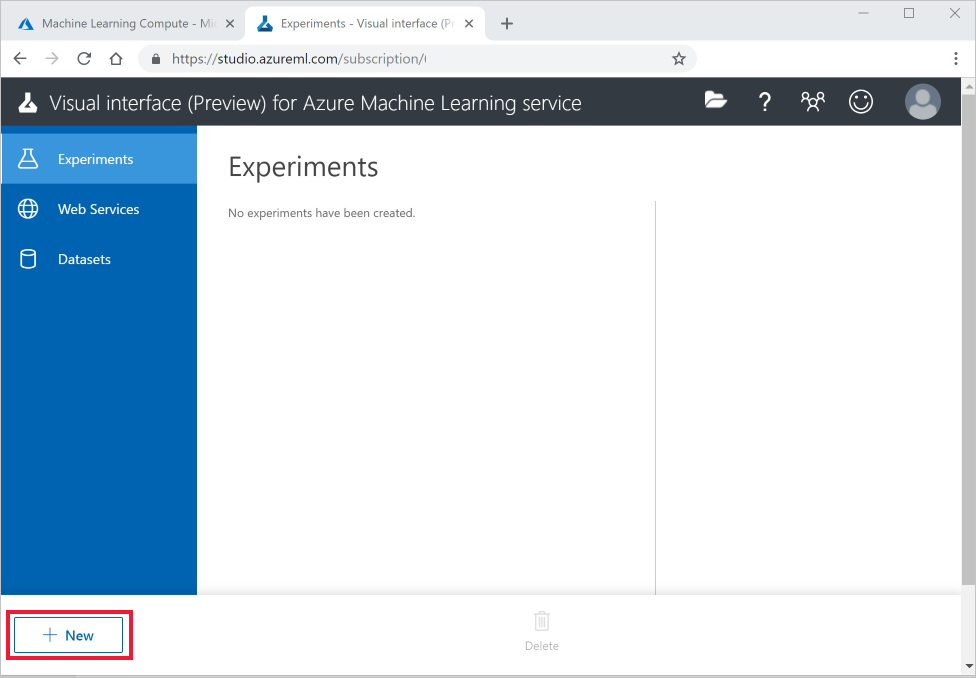 Machine Learning Compute - Mi
Experiments - Visual interface (Pr
https://studio.azureml.com/subscription/
Visual interface (Preview) for Azure Machine Learning service
?
Experiments
Web Services
Datasets
Experiments
No experiments have been created.
+ New
Delete